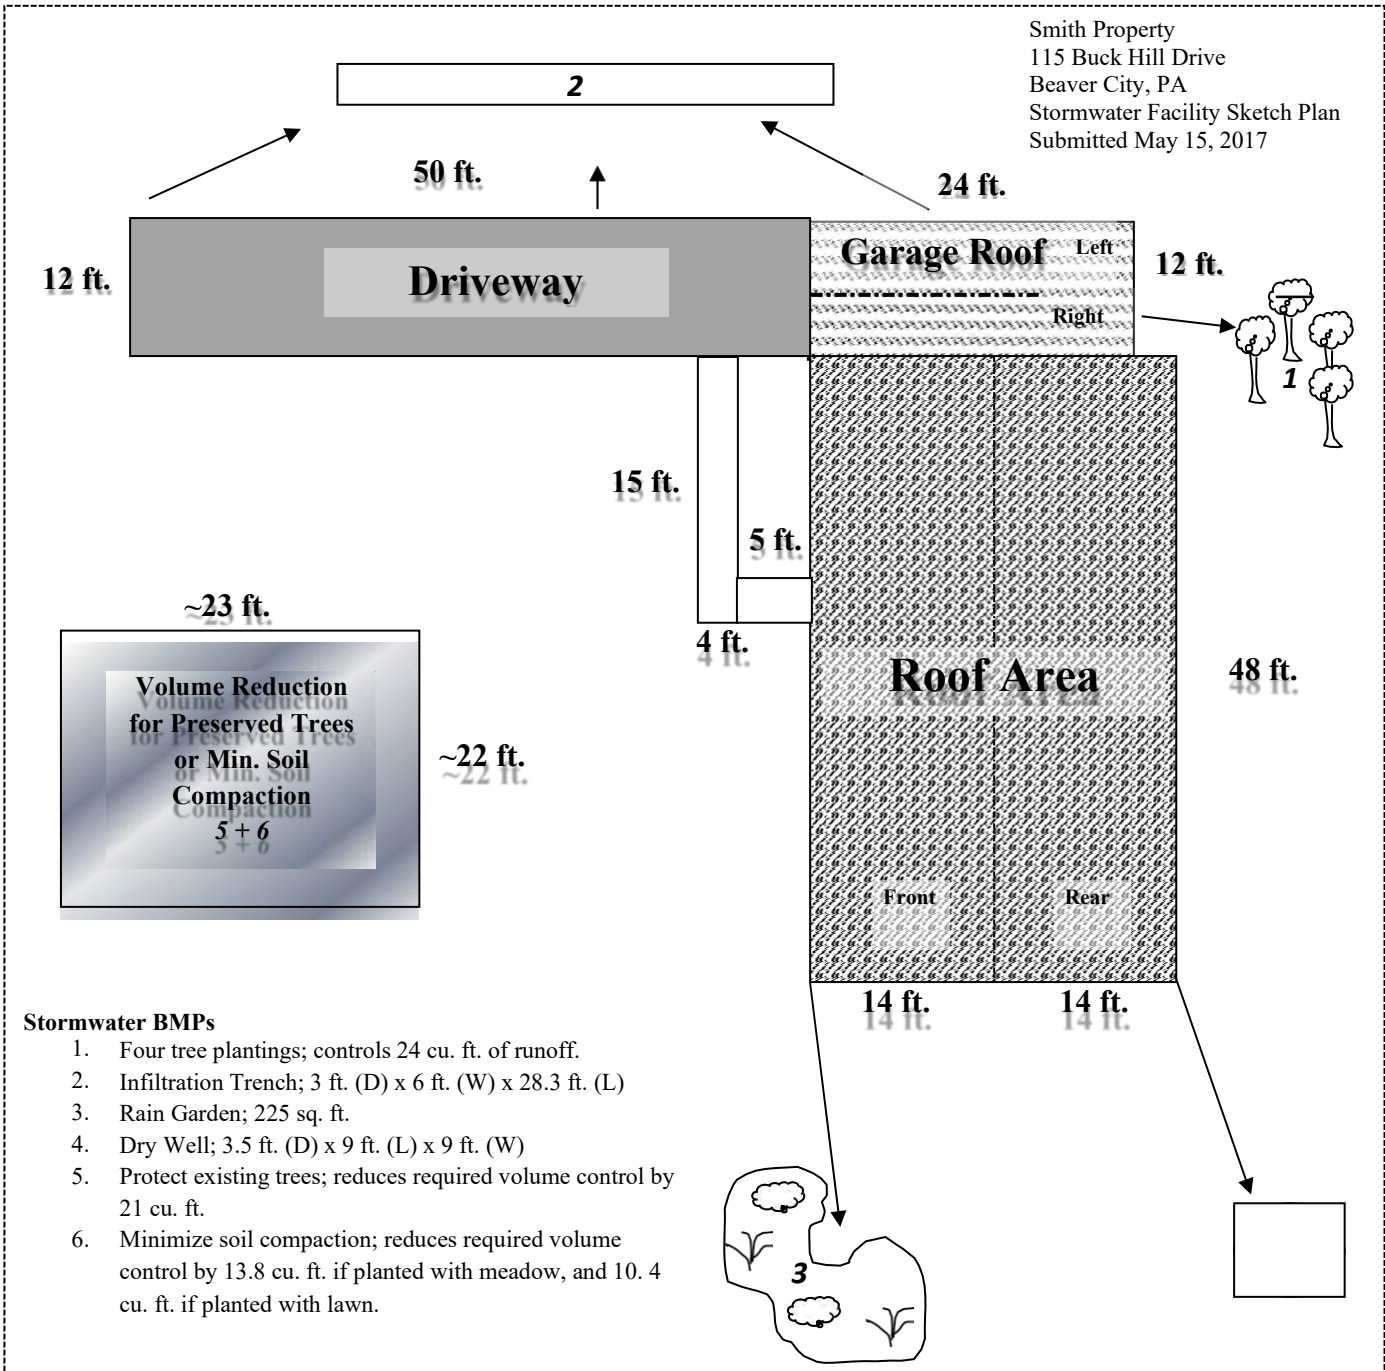 Smith Property
115 Buck Hill Drive
Beaver City, PA
Stormwater Facility Sketch Plan
Submitted May 15, 2017
2
50 ft.
24 ft.
12 ft.
Driveway
Garage Roof
Left
Right
12 ft.
1
15 ft.
5 ft.
4 ft.
~23 ft.
Volume Reduction
for Preserved Trees
or Min. Soil
Compaction
5 + 6
~22 ft.
Roof Area
48 ft.
Front
Rear
14 ft.
14 ft.
Stormwater BMPs
1. Four tree plantings; controls 24 cu. ft. of runoff.
2. Infiltration Trench; 3 ft. (D) x 6 ft. (W) x 28.3 ft. (L)
3. Rain Garden; 225 sq. ft.
4. Dry Well; 3.5 ft. (D) x 9 ft. (L) x 9 ft. (W)
5. Protect existing trees; reduces required volume control by
21 cu. ft.
6. Minimize soil compaction; reduces required volume
control by 13.8 cu. ft. if planted with meadow, and 10. 4
cu. ft. if planted with lawn.
3